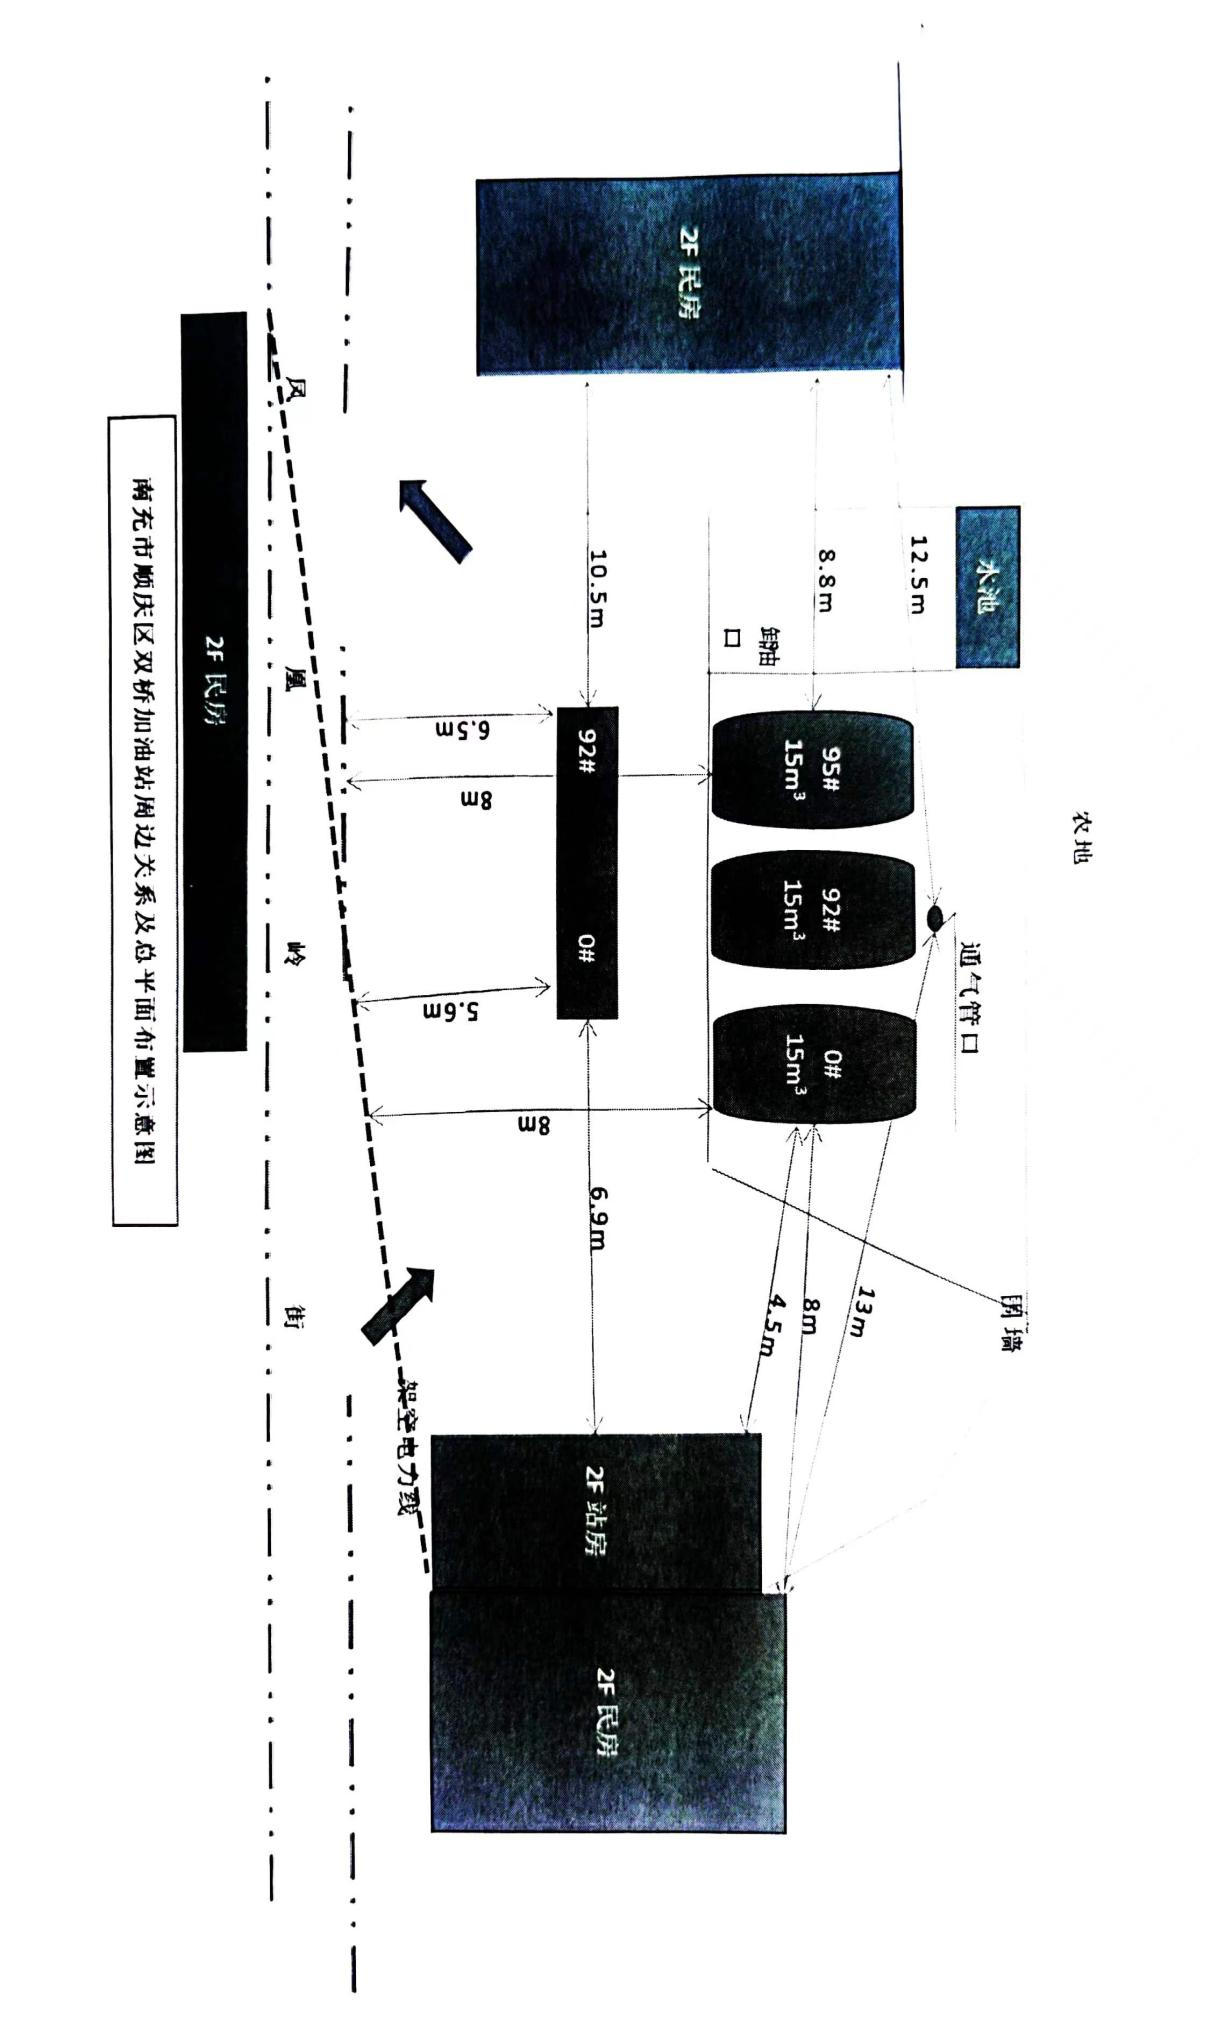 农地
水池
围墙
通气管口
12.5m
8.8m
卸油
口
95#
15m³
92#
15m³
0#
15m³
13m
8m
4.5m
2F 民房
10.5m
92#
0#
6.9m
2F 站房
2F 民房
6.5m
8m
5.6m
8m
架空电力线
凤
凰
岭
街
2F 民房
南充市顺庆区双桥加油站周边关系及总平面布置示意图